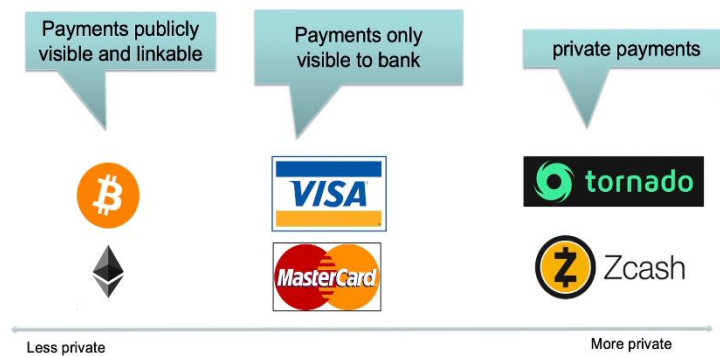 Payments publicly
visible and linkable
Payments only
visible to bank
private payments
VISA
tornado
MasterCard
Zcash
Less private
More private